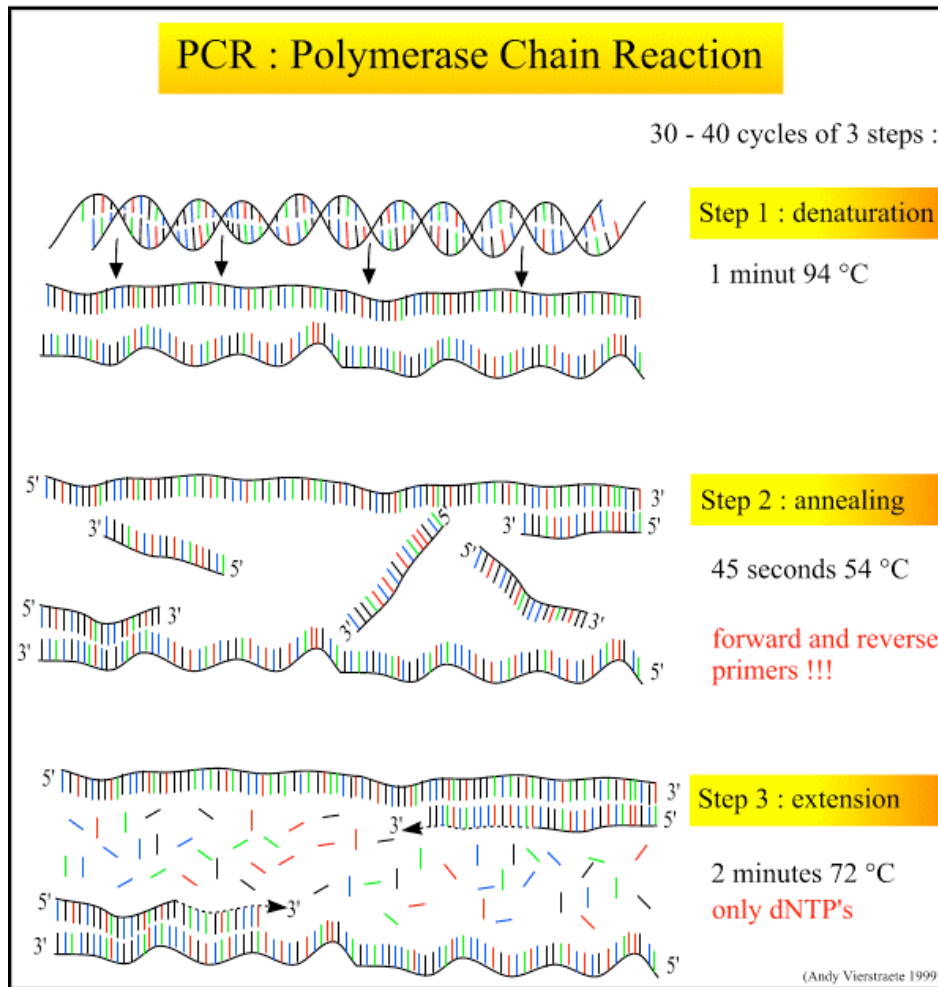 PCR : Polymerase Chain Reaction
30 - 40 cycles of 3 steps :
Step 1 : denaturation
1 minut 94 °C
5'
3'
Step 2 : annealing
3'
5'
3'
5'
5'
5'
45 seconds 54 °C
5'
3'
3'
3'
forward and reverse
primers !!!
3'
5'
5'
3'
Step 3 : extension
3'
5'
2 minutes 72 °C
only dNTP's
5'
3'
3'
5'
(Andy Vierstraete 1999